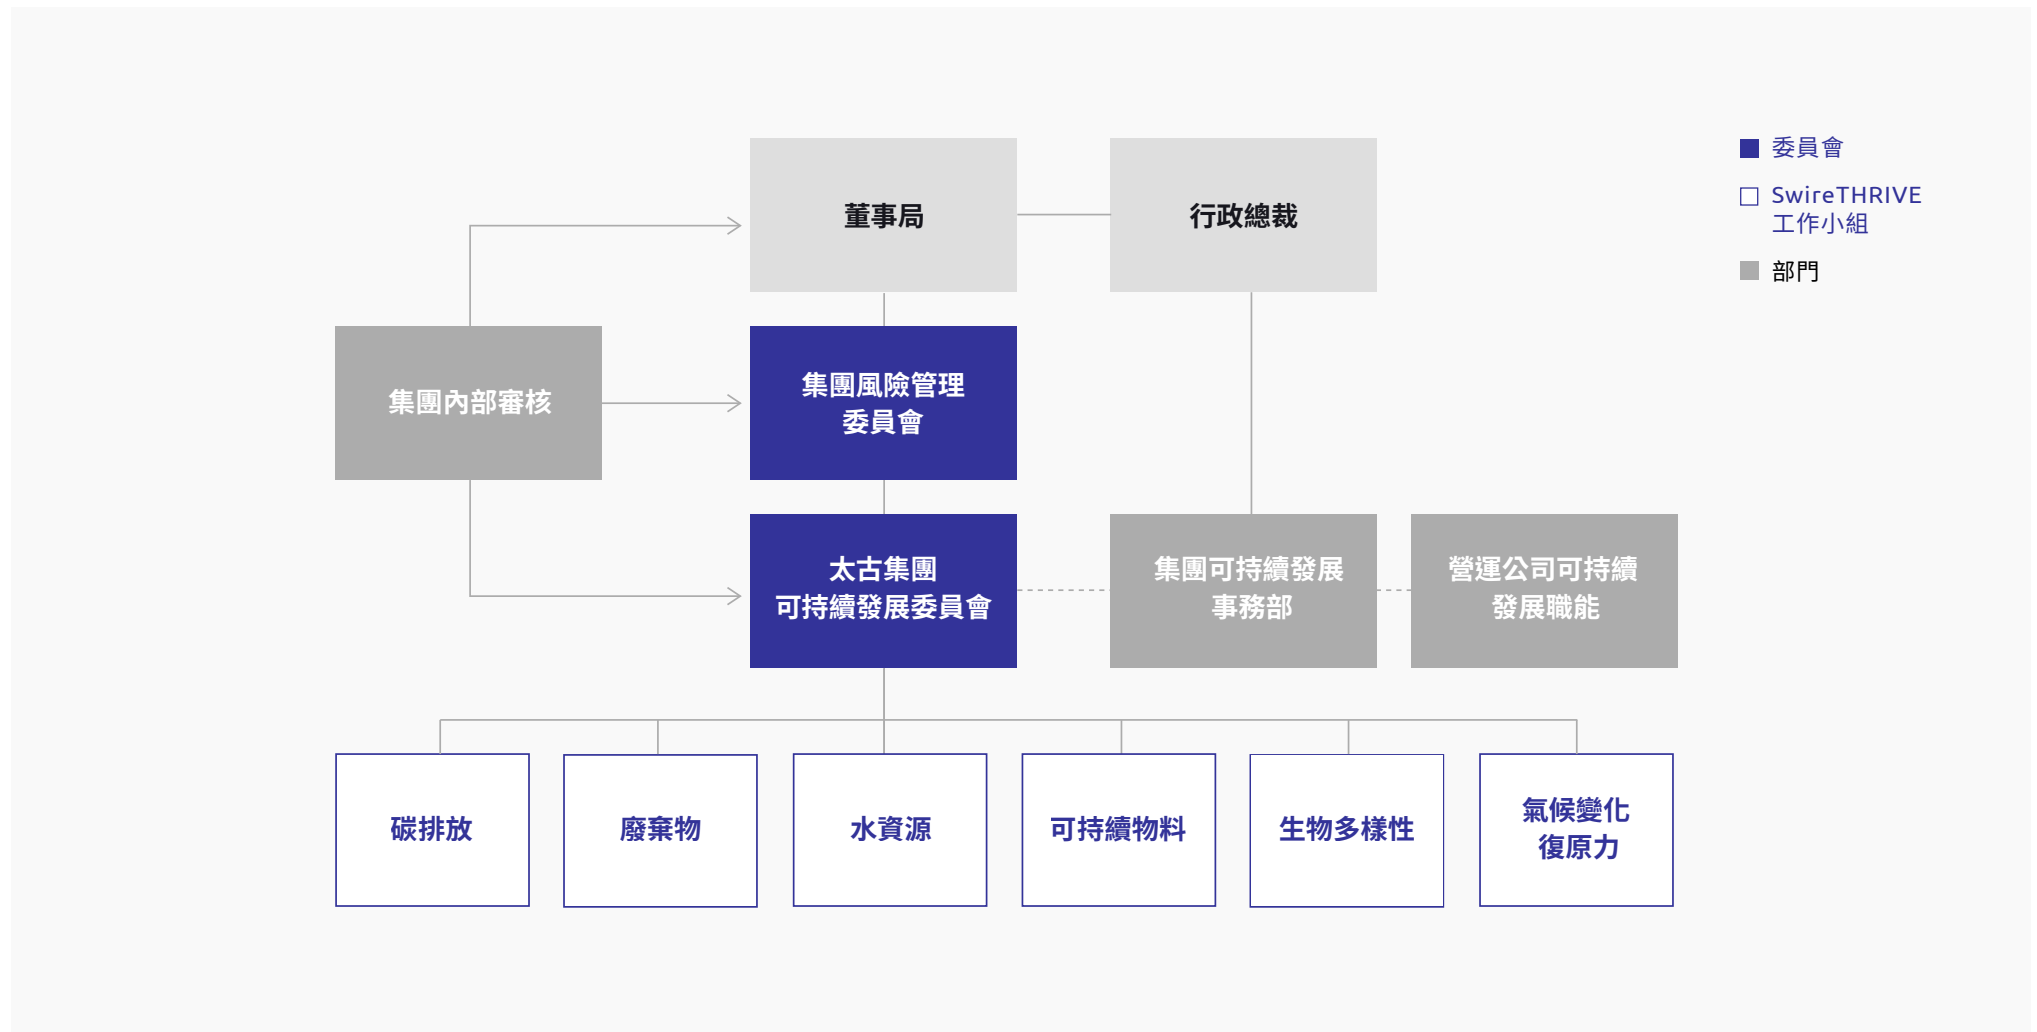 董事局
行政總裁
委員會
SwireTHRIVE
工作小組
部門
集團內部審核
集團風險管理
委員會
太古集團
可持續發展委員會
集團可持續發展
事務部
營運公司可持續
發展職能
碳排放
廢棄物
水資源
可持續物料
生物多樣性
氣候變化
復原力